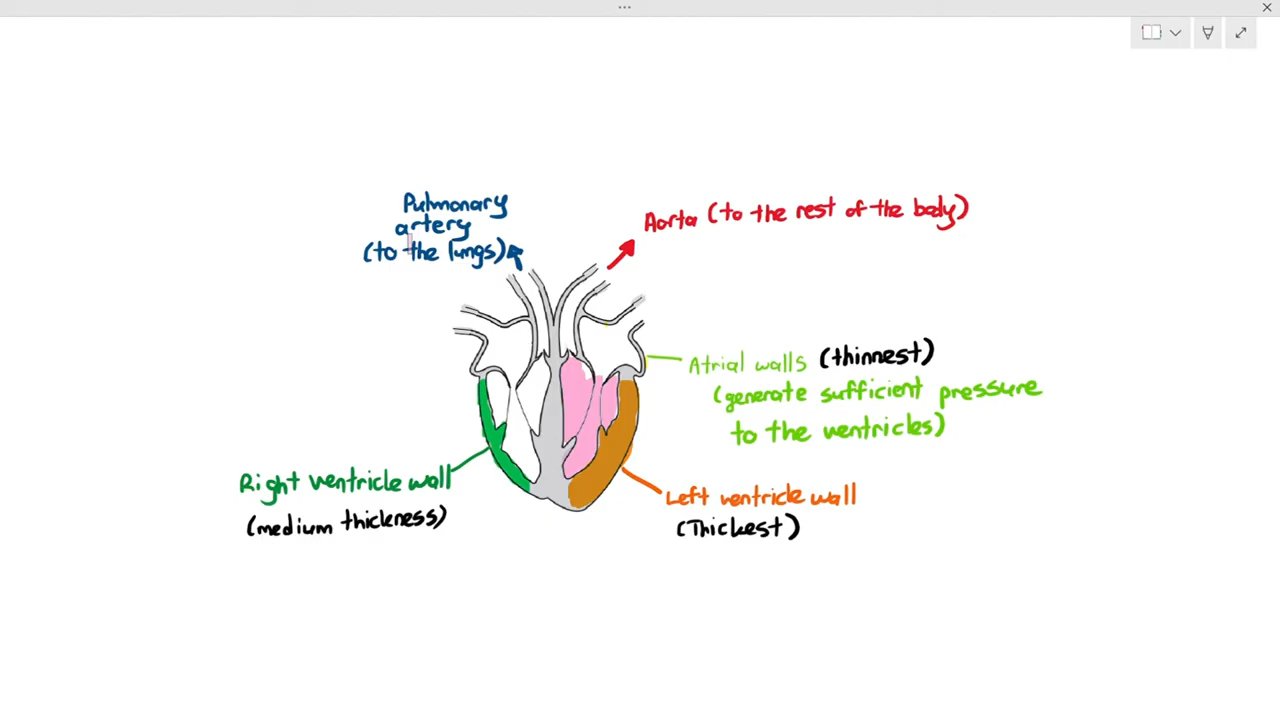 Pulmonary
artery
(to the lungs)
Aorta (to the rest of the body)
Atrial walls (thinnest)
(generate sufficient pressure
to the ventricles)
Right ventricle wall
(medium thickness)
Left ventricle wall
(Thickest)